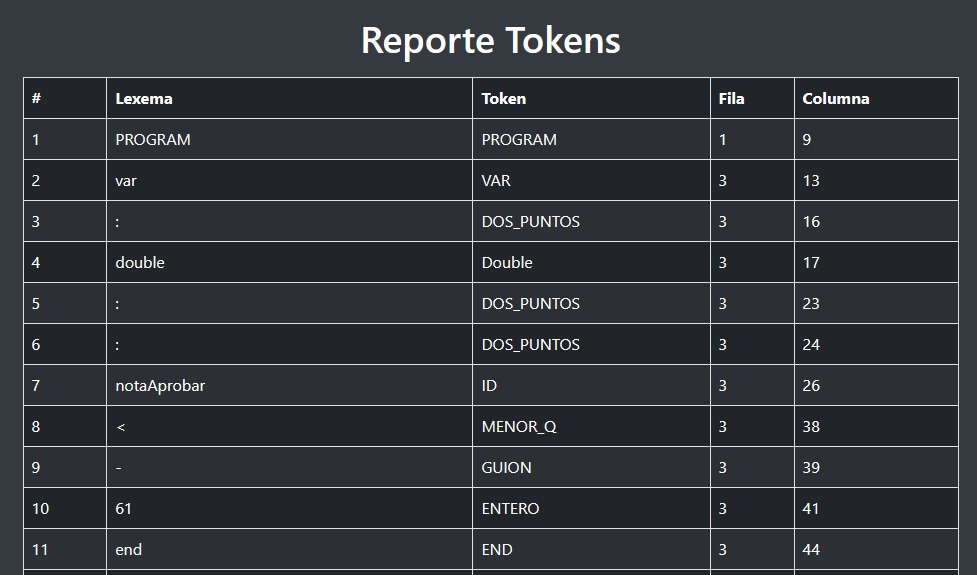 Reporte Tokens
# Lexema Token Fila Columna
1 PROGRAM PROGRAM 1 9
2 var VAR 3 13
3 : DOS_PUNTOS 3 16
4 double Double 3 17
5 : DOS_PUNTOS 3 23
6 : DOS_PUNTOS 3 24
7 notaAprobar ID 3 26
8 < MENOR_Q 3 38
9 - GUION 3 39
10 61 ENTERO 3 41
11 end END 3 44